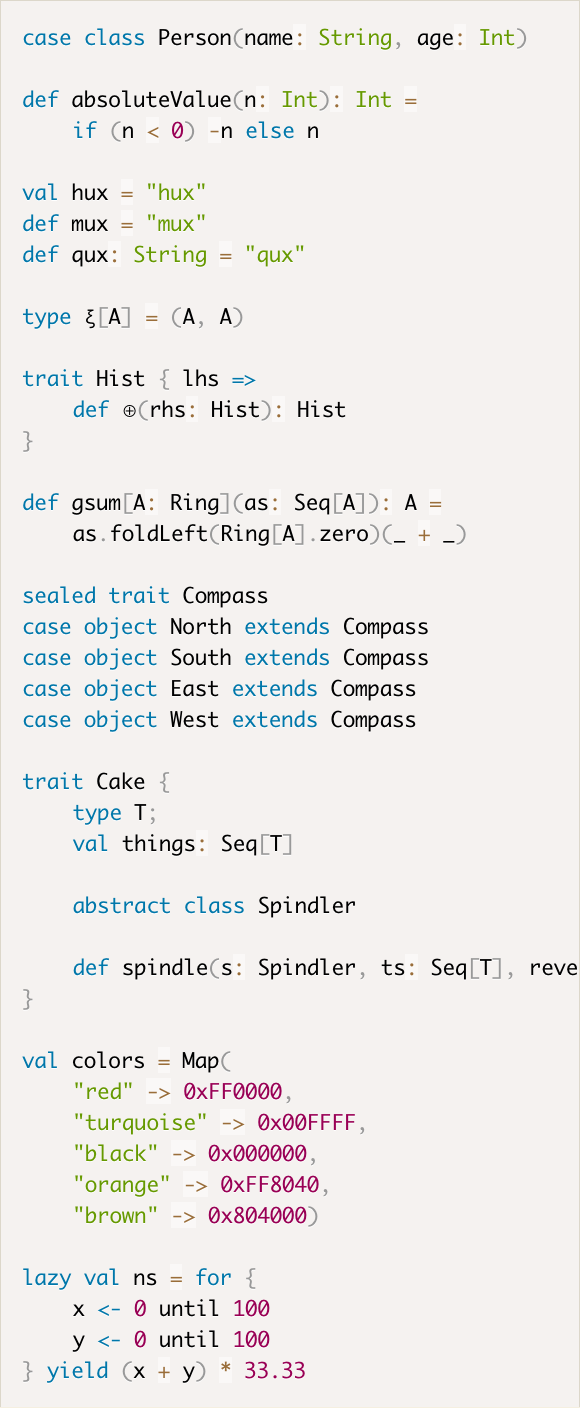 case class Person(name: String, age: Int)

def absoluteValue(n: Int): Int =
    if (n < 0) -n else n

val hux = "hux"
def mux = "mux"
def qux: String = "qux"

type ξ[A] = (A, A)

trait Hist { lhs =>
    def ⊕(rhs: Hist): Hist
}

def gsum[A: Ring](as: Seq[A]): A =
    as.foldLeft(Ring[A].zero)(_ + _)

sealed trait Compass
case object North extends Compass
case object South extends Compass
case object East extends Compass
case object West extends Compass

trait Cake {
    type T;
    val things: Seq[T]

    abstract class Spindler

    def spindle(s: Spindler, ts: Seq[T], reve
}

val colors = Map(
    "red" -> 0xFF0000,
    "turquoise" -> 0x00FFFF,
    "black" -> 0x000000,
    "orange" -> 0xFF8040,
    "brown" -> 0x804000)

lazy val ns = for {
    x <- 0 until 100
    y <- 0 until 100
} yield (x + y) * 33.33